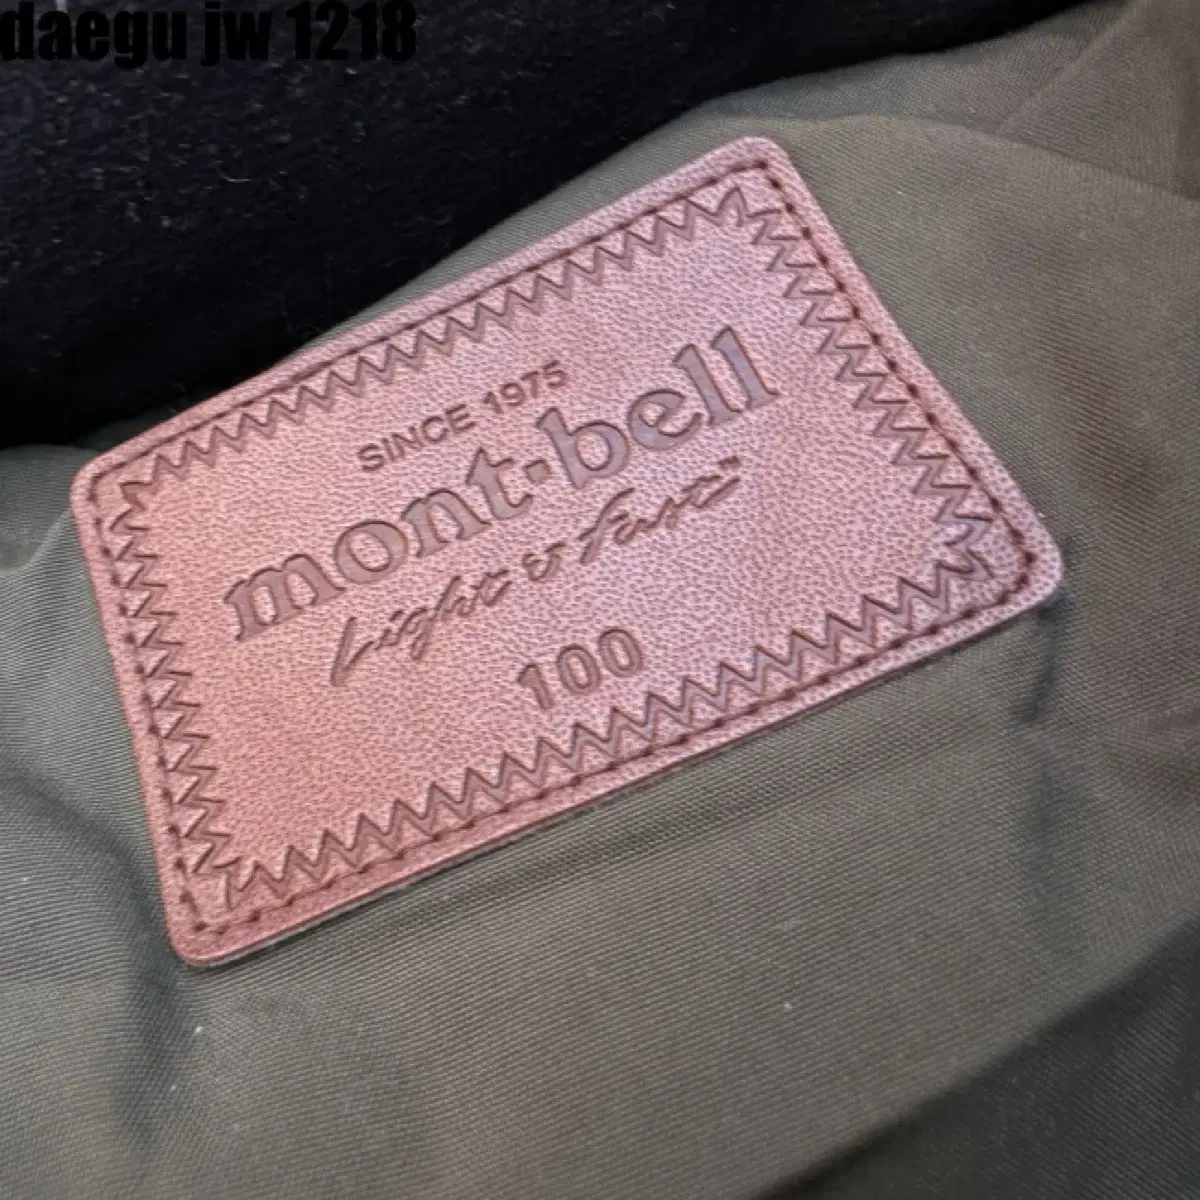 daegu jw 1218
SINCE 1975
mont·bell
Light & Fast
100